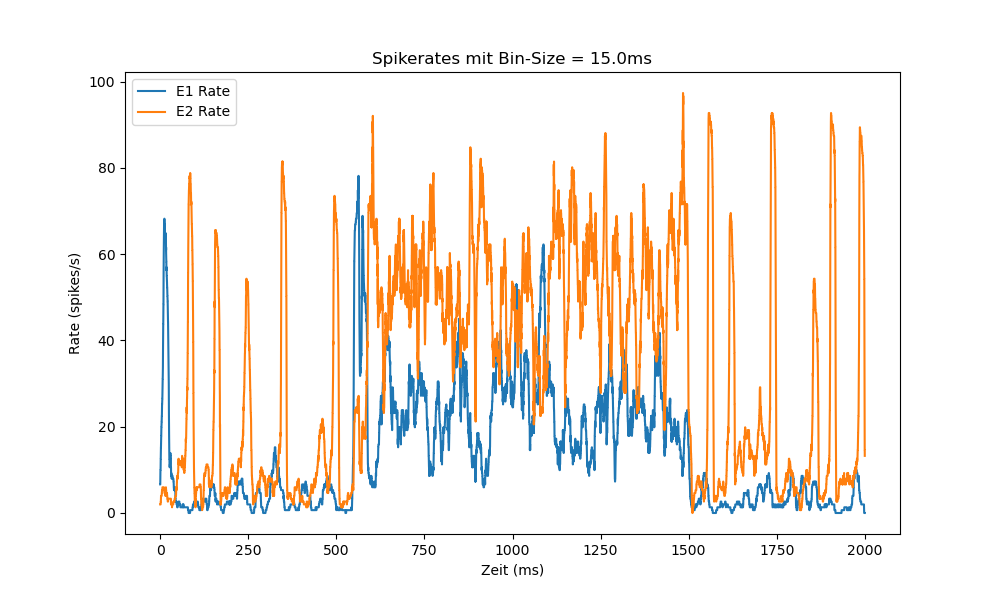 Spikerates mit Bin-Size = 15.0ms
E1 Rate
E2 Rate
100
80
60
40
20
0
Rate (spikes/s)
0 250 500 750 1000 1250 1500 1750 2000
Zeit (ms)